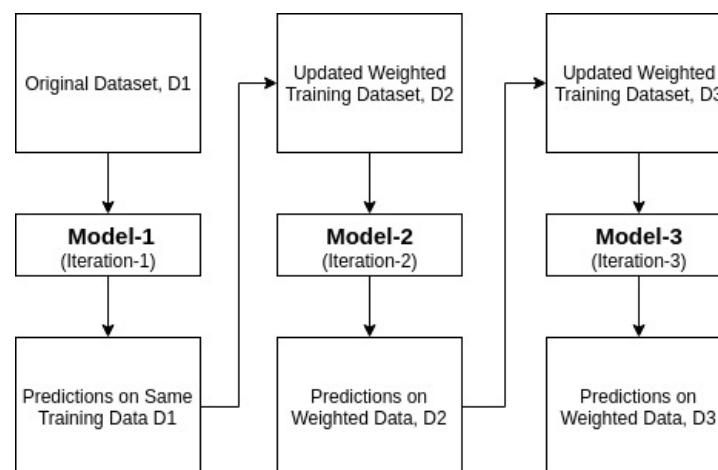 Original Dataset, D1
Updated Weighted
Training Dataset, D2
Updated Weighted
Training Dataset, D3
Model-1
(Iteration-1)
Model-2
(Iteration-2)
Model-3
(Iteration-3)
Predictions on Same
Training Data D1
Predictions on
Weighted Data, D2
Predictions on
Weighted Data, D3